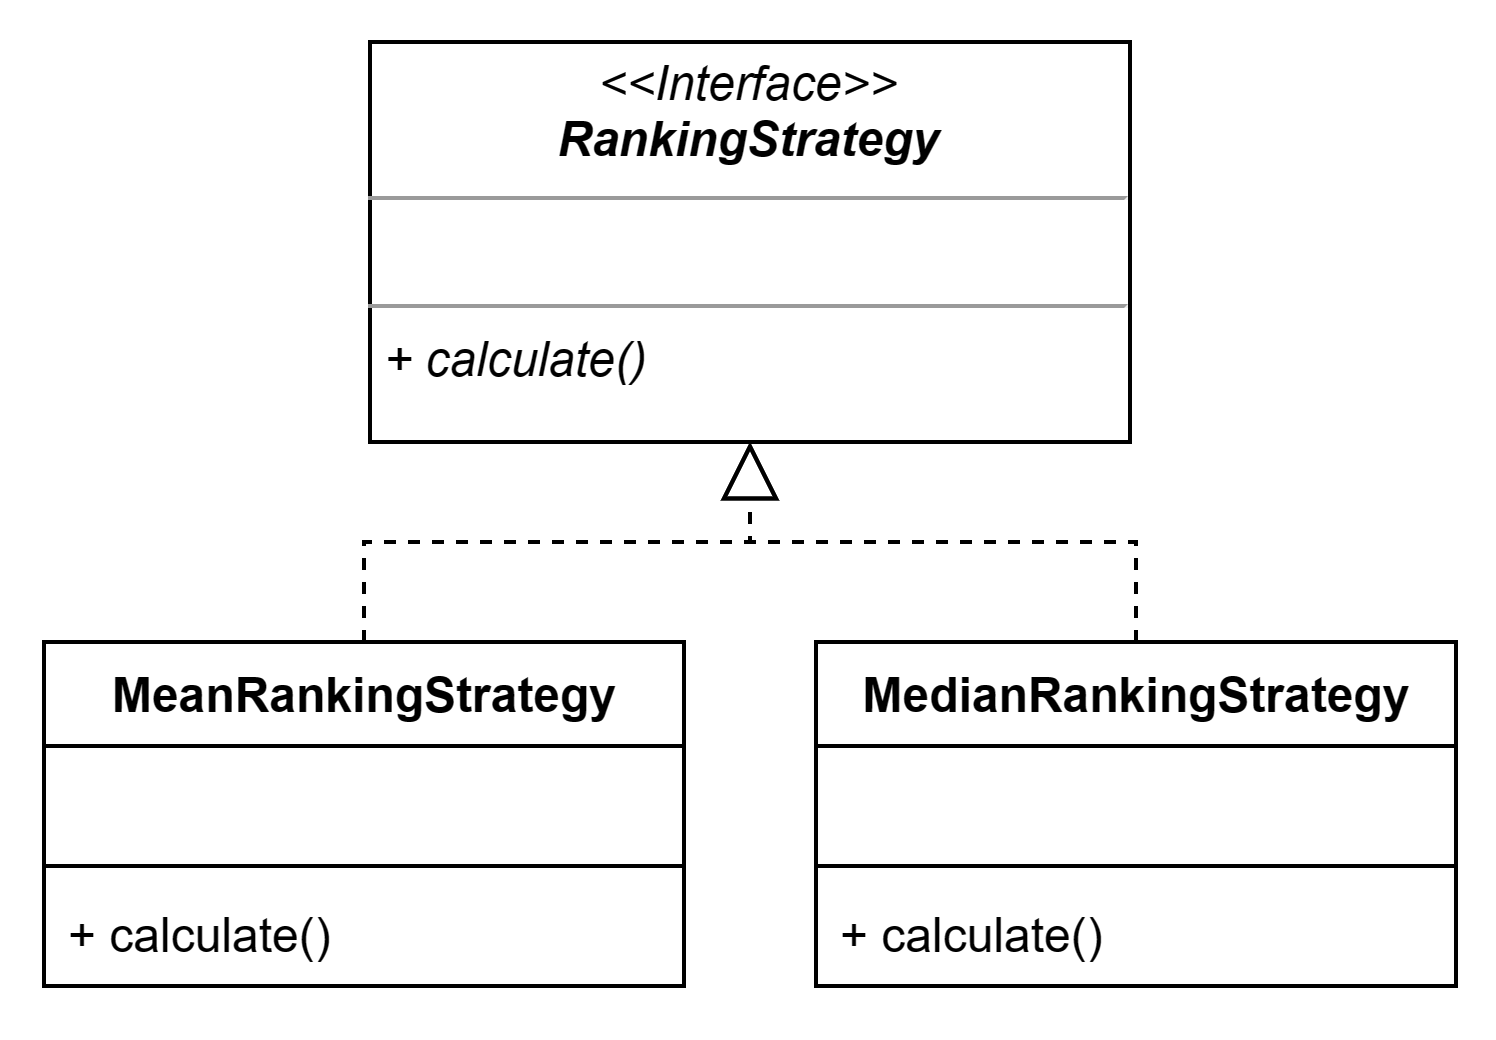 <<Interface>>
RankingStrategy
+ calculate()
MeanRankingStrategy
+ calculate()
MedianRankingStrategy
+ calculate()